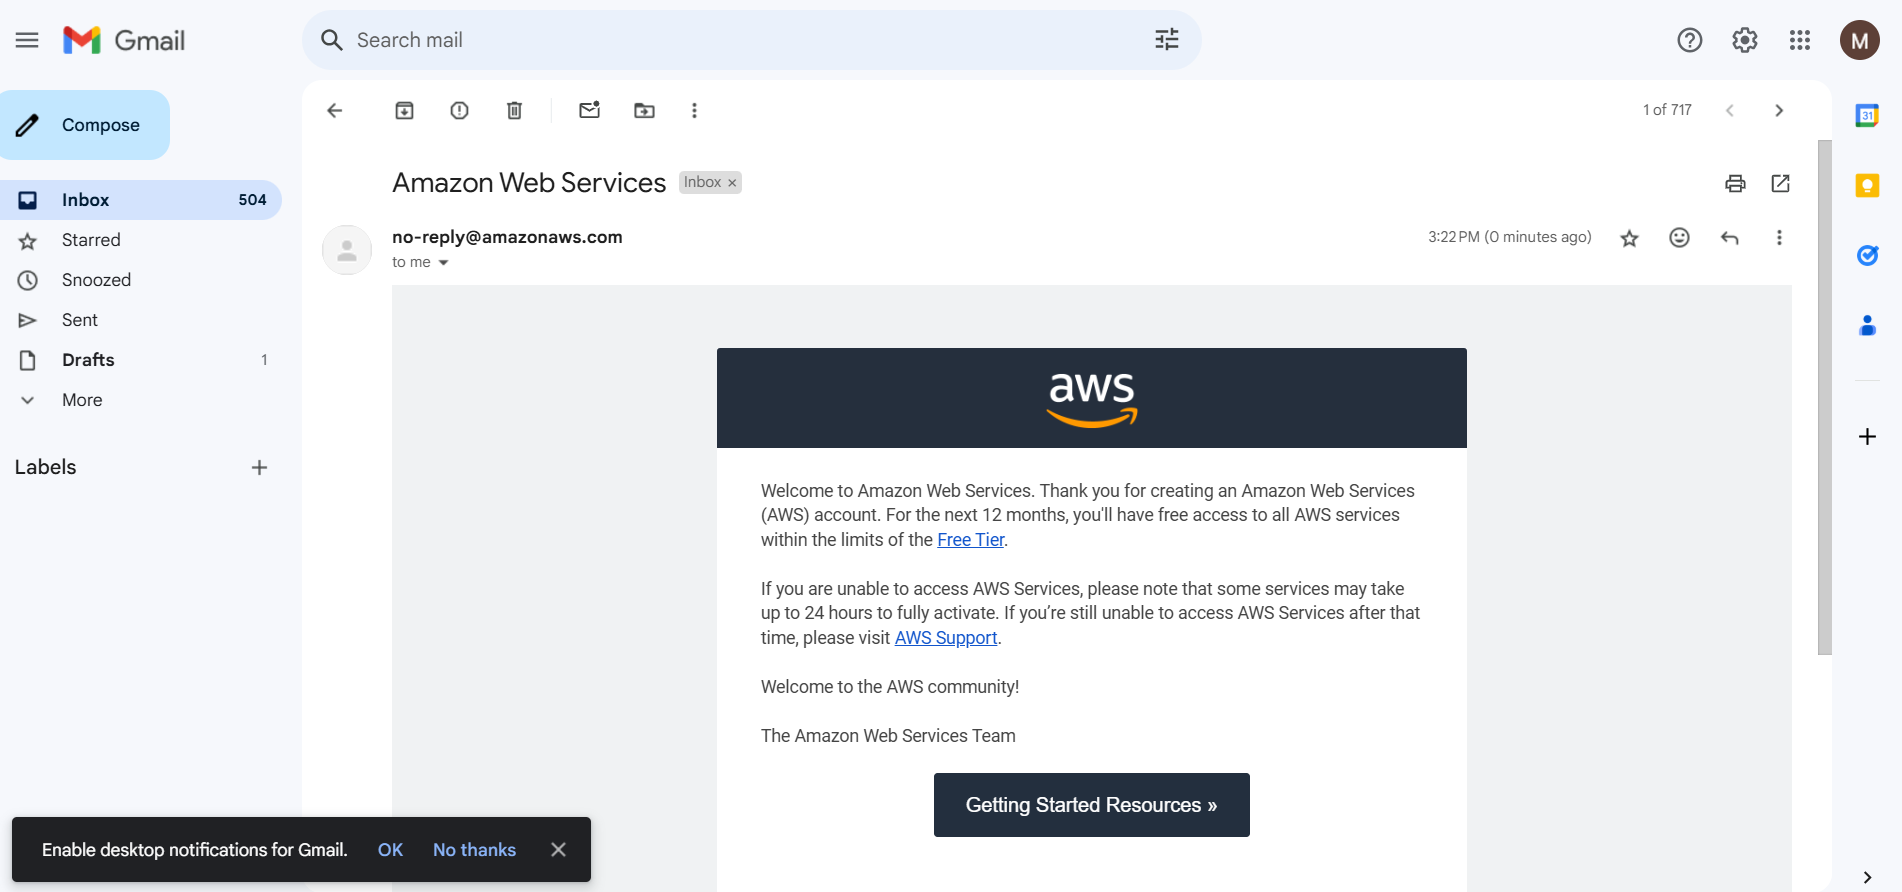 Gmail
Search mail
M
Compose
1 of 717
31
Inbox 504
Starred
Snoozed
Sent
Drafts 1
More
Labels
Amazon Web Services Inbox ×
no-reply@amazonaws.com 3:22 PM (0 minutes ago)
to me
aws
Welcome to Amazon Web Services. Thank you for creating an Amazon Web Services
(AWS) account. For the next 12 months, you'll have free access to all AWS services
within the limits of the Free Tier.
If you are unable to access AWS Services, please note that some services may take
up to 24 hours to fully activate. If you’re still unable to access AWS Services after that
time, please visit AWS Support.
Welcome to the AWS community!
The Amazon Web Services Team
Getting Started Resources »
Enable desktop notifications for Gmail. OK No thanks